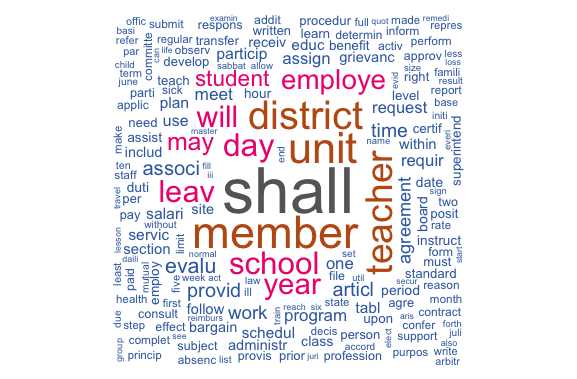 offic submit examin respons addit procedur full quot made remedi
basi regular transfer written learn determin inform repres
refer committe life observ receiv educ benefit activ perform
par can develop sabbat allow particip assign grievanc approv less loss
child term june teach student employe evid right size famili result
parti sick meet hour level report
applic plan will district request base initi
make need use may day unit time certif everi
assist master name within superintend
includ associ end requir
ten staff fill iii shall sign
duti leav teacher date two
travel per salari agreement board posit
pay site member rate
lesson without servic limit normal school set instruct start
section evalu law one form
daili week act file util must standard
least paid mutual employ five provid ill year articl secur period reason
health first reimburs train reach six state tabl agre month
due consult follow work program upon aris contract
step effect bargain schedul decis person confer forth juli
group complet see subject administr class elect support also
princip absenc list provis prior juri profession accord purpos write arbitr